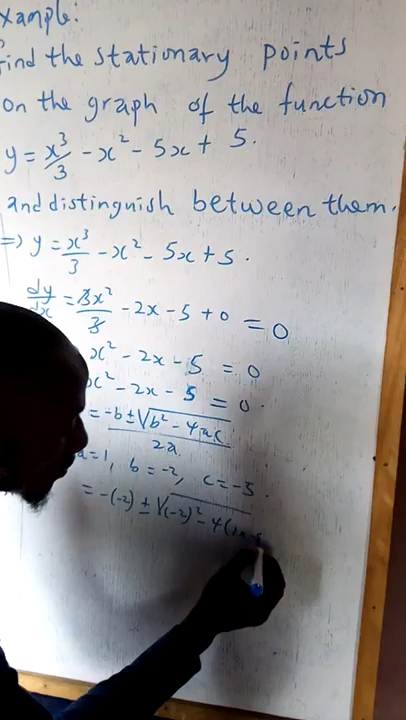 xample:
ind the stationary points
on the graph of the function
y = x³/3 - x² - 5x + 5.
and distinguish between them.
=> y = x³/3 - x² - 5x + 5.
dy/dx = 3x²/3 - 2x - 5 + 0 = 0
x² - 2x - 5 = 0
x² - 2x - 5 = 0.
= -b ± √b² - 4ac / 2a
a = 1, b = -2, c = -5.
= -(-2) ± √(-2)² - 4(1x